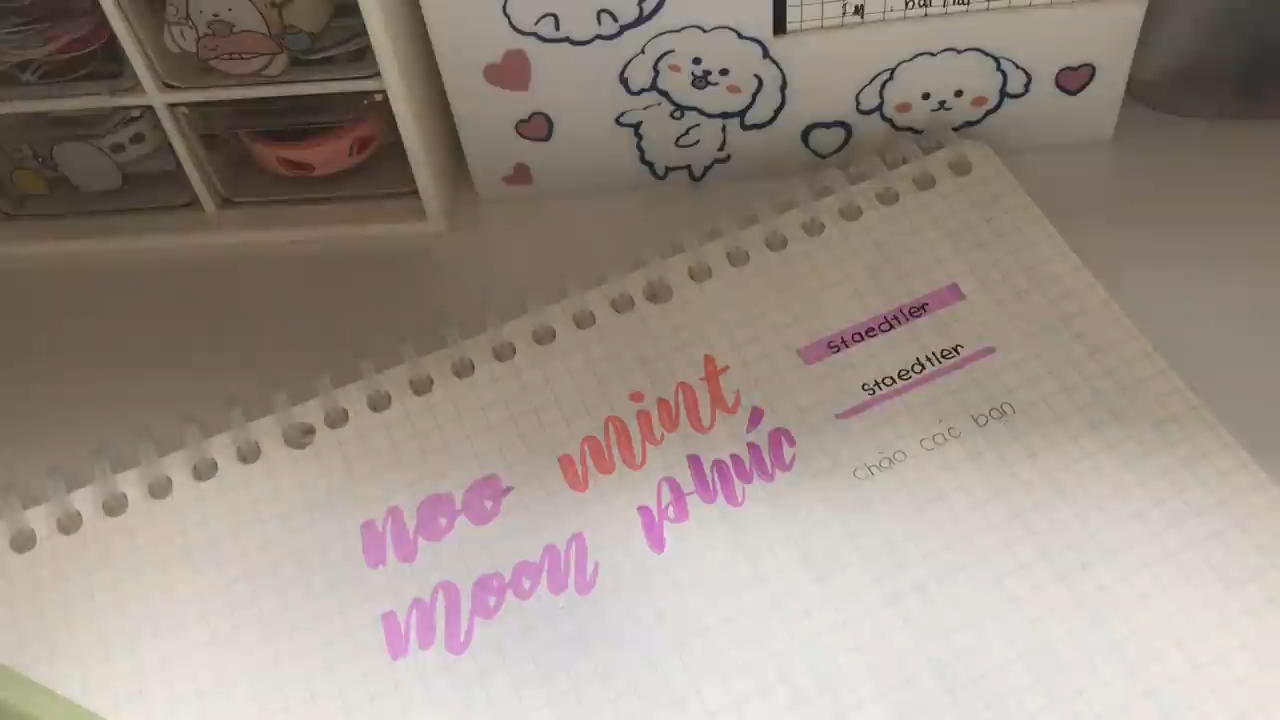 noo mint
moon phúc
Staedtler
Staedtler
chào các bạn